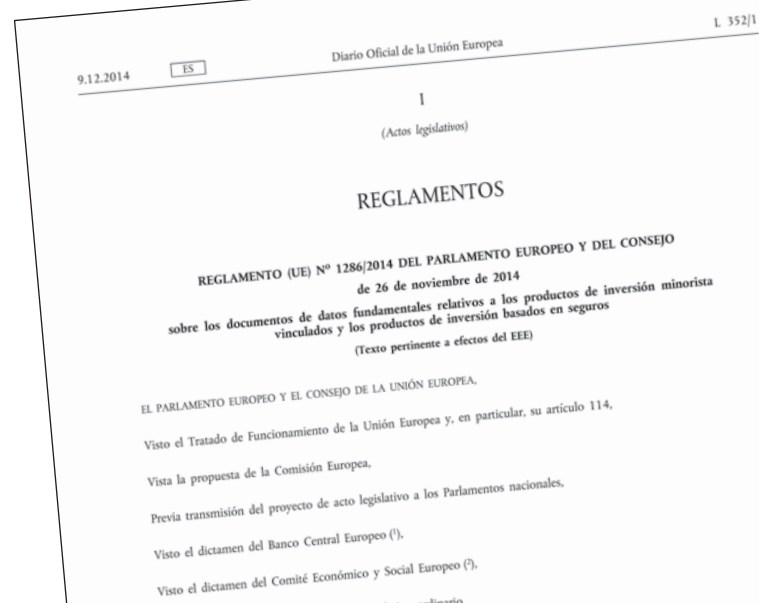 9.12.2014 ES Diario Oficial de la Unión Europea L 352/1
I
(Actos legislativos)
REGLAMENTOS
REGLAMENTO (UE) Nº 1286/2014 DEL PARLAMENTO EUROPEO Y DEL CONSEJO
de 26 de noviembre de 2014
sobre los documentos de datos fundamentales relativos a los productos de inversión minorista
vinculados y los productos de inversión basados en seguros
(Texto pertinente a efectos del EEE)
EL PARLAMENTO EUROPEO Y EL CONSEJO DE LA UNIÓN EUROPEA,
Visto el Tratado de Funcionamiento de la Unión Europea y, en particular, su artículo 114,
Vista la propuesta de la Comisión Europea,
Previa transmisión del proyecto de acto legislativo a los Parlamentos nacionales,
Visto el dictamen del Banco Central Europeo (¹),
Visto el dictamen del Comité Económico y Social Europeo (²),